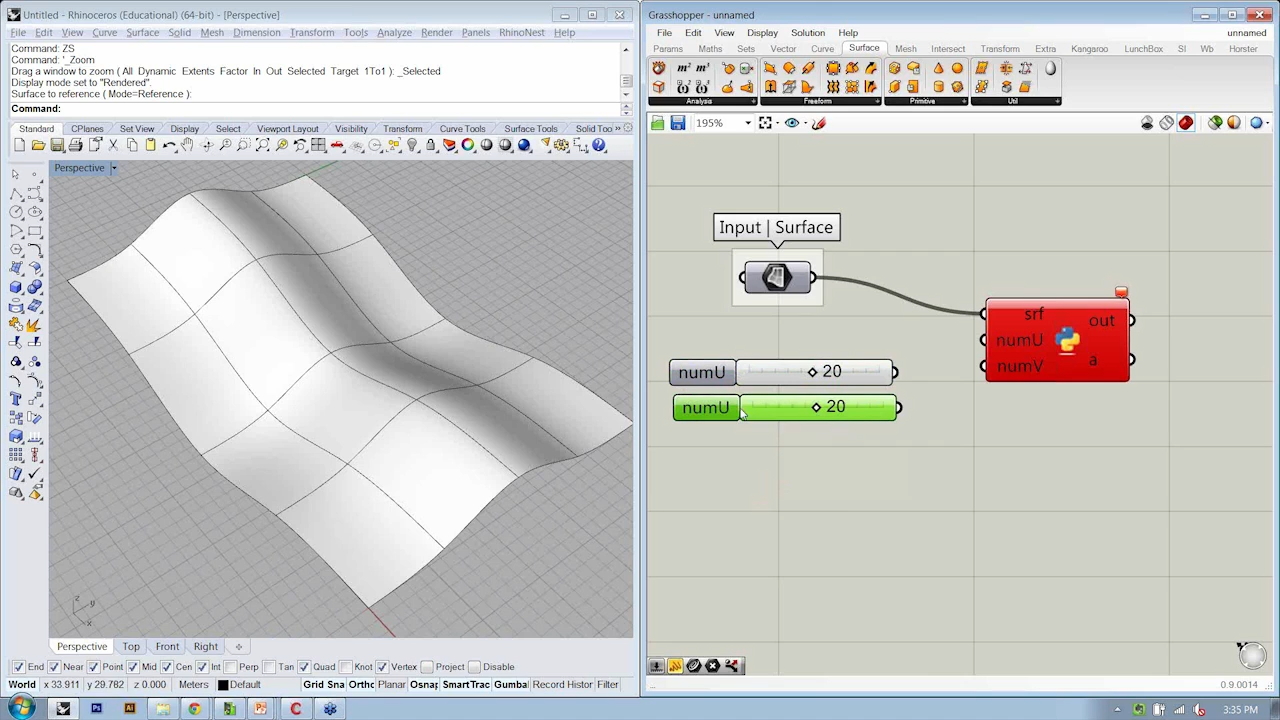 Untitled - Rhinoceros (Educational) (64-bit) - [Perspective]
File Edit View Curve Surface Solid Mesh Dimension Transform Tools Analyze Render Panels RhinoNest Help
Command: ZS
Command: '_Zoom
Drag a window to zoom ( All Dynamic Extents Factor In Out Selected Target 1To1 ): _Selected
Display mode set to "Rendered".
Surface to reference ( Mode=Reference )
Command:
Standard CPlanes Set View Display Select Viewport Layout Visibility Transform Curve Tools Surface Tools Solid Too »
Perspective
z y x
Perspective Top Front Right
End Near Point Mid Cen Int Perp Tan Quad Knot Vertex Project Disable
World x 33.911 y 29.782 z 0.000 Meters Default Grid Sna Ortho Planar Osnap SmartTrac Gumba Record Histor Filter
Grasshopper - unnamed
File Edit View Display Solution Help unnamed
Params Maths Sets Vector Curve Surface Mesh Intersect Transform Extra Kangaroo LunchBox SI Wb Horster
Analysis Freeform Primitive Util
195%
Input | Surface
srf
numU
numV
out
a
numU 20
numU 20
0.9.0014
3:35 PM